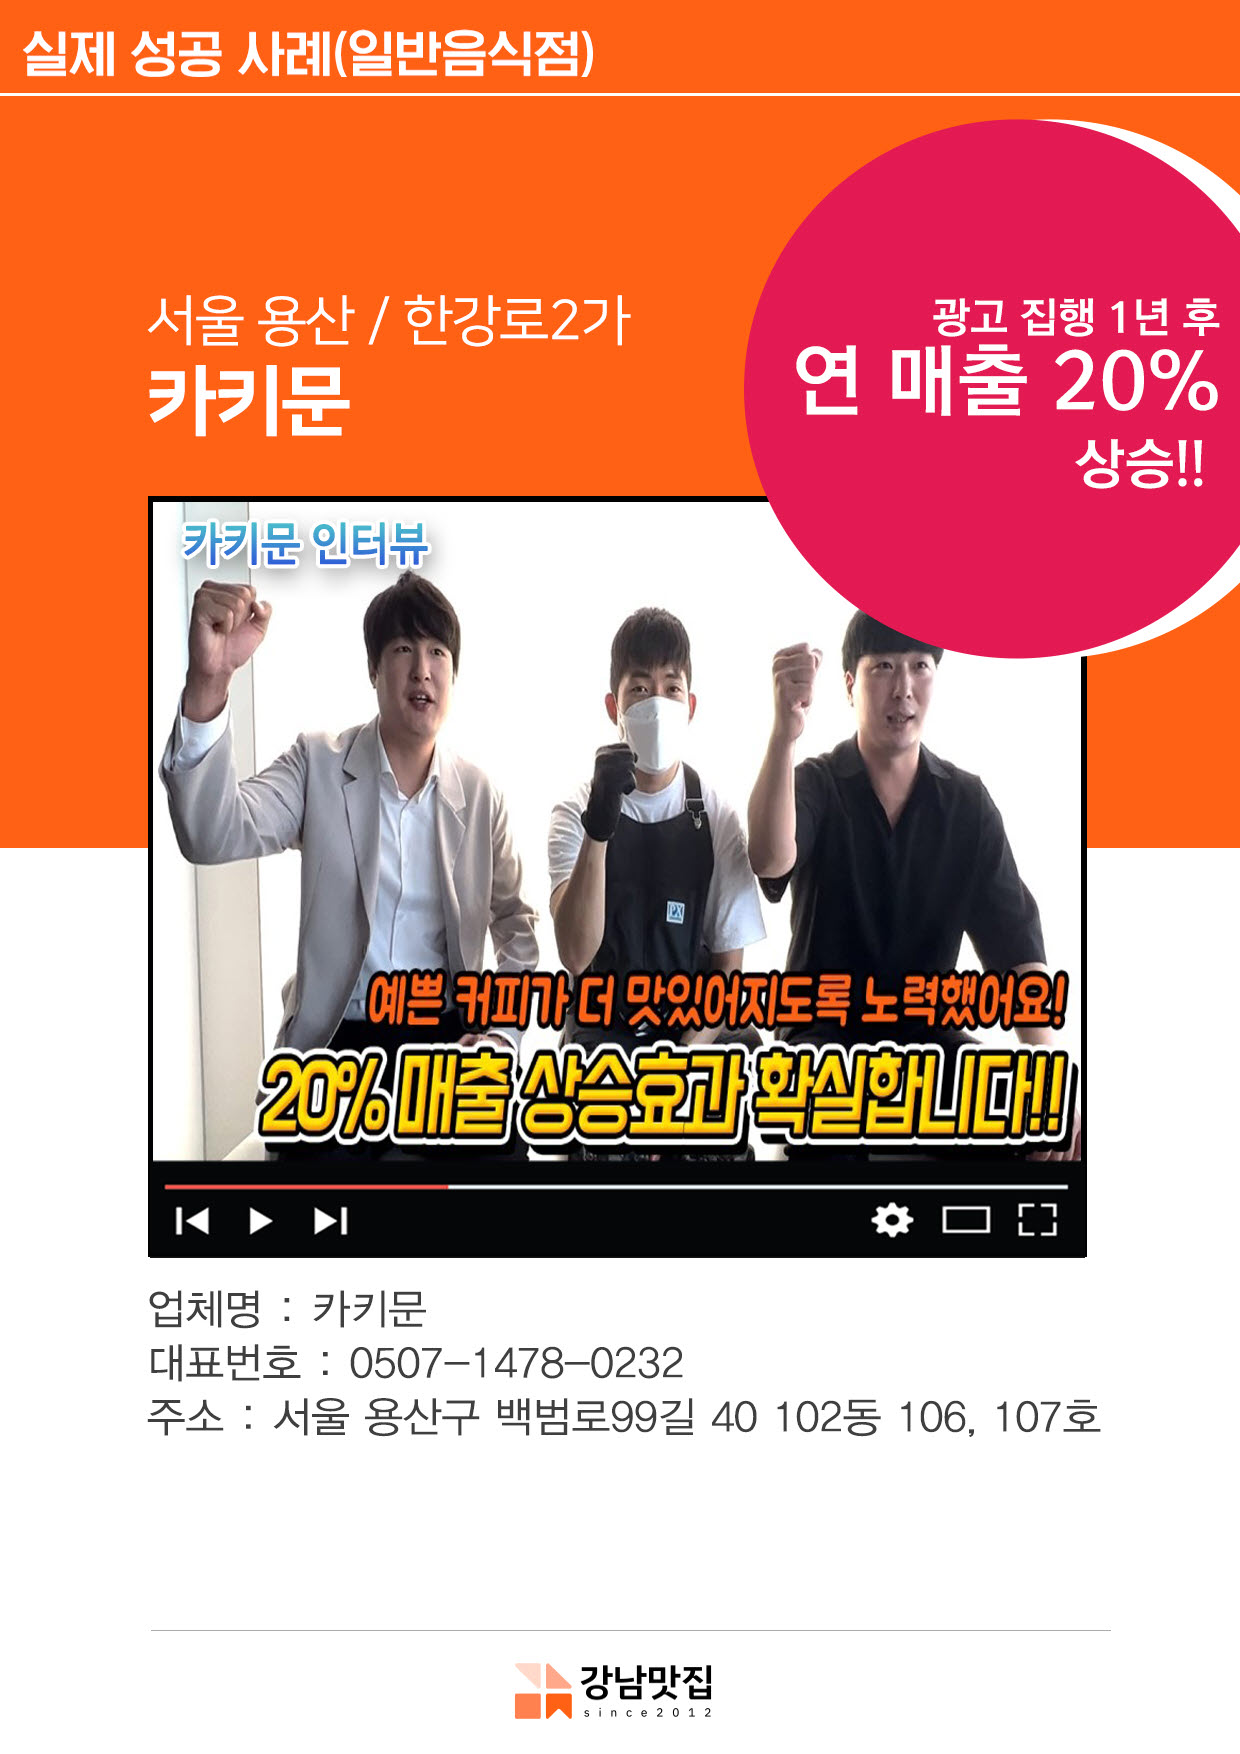 실제 성공 사례(일반음식점)
서울 용산 / 한강로2가
카키문
광고 집행 1년 후
연 매출 20%
상승!!
카키문 인터뷰
PX
예쁜 커피가 더 맛있어지도록 노력했어요!
20% 매출 상승효과 확실합니다!!
업체명 : 카키문
대표번호 : 0507-1478-0232
주소 : 서울 용산구 백범로99길 40 102동 106, 107호
강남맛집
since2012